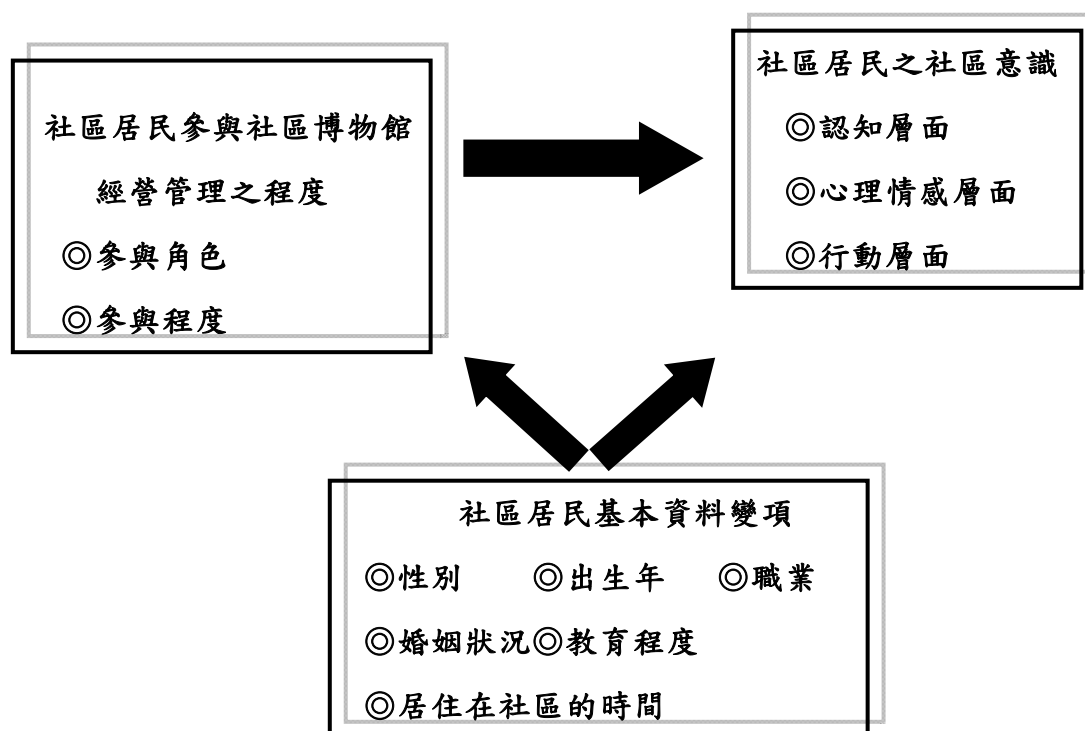 社區居民參與社區博物館
經營管理之程度
◎參與角色
◎參與程度
社區居民之社區意識
◎認知層面
◎心理情感層面
◎行動層面
社區居民基本資料變項
◎性別 ◎出生年 ◎職業
◎婚姻狀況◎教育程度
◎居住在社區的時間